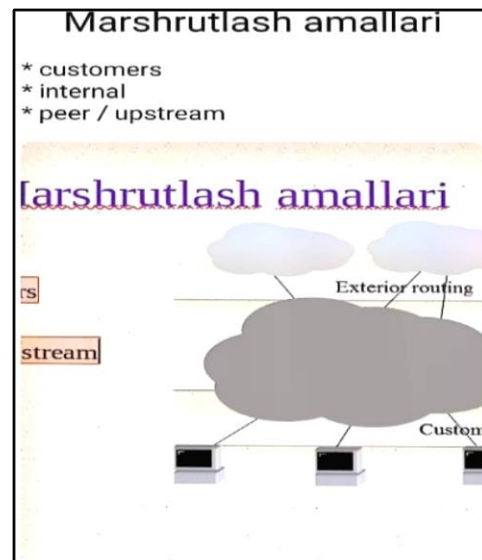 Marshrutlash amallari
* customers
* internal
* peer / upstream
arshrutlash amallari
rs
Exterior routing
stream
Custom